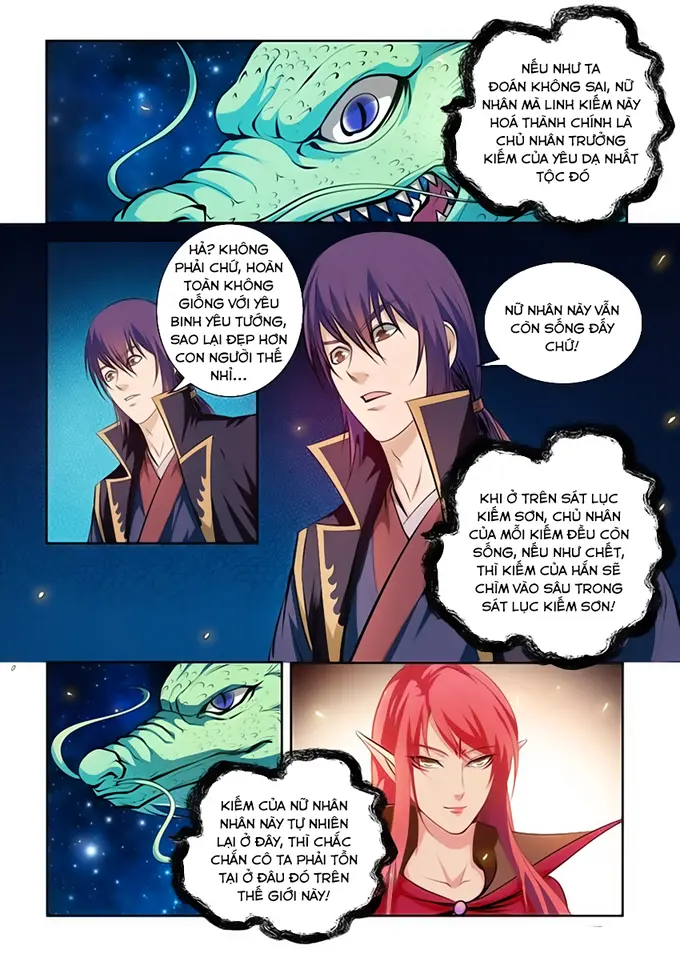 NẾU NHƯ TA
ĐOÁN KHÔNG SAI, NỮ
NHÂN MÀ LINH KIẾM NÀY
HOÁ THÀNH CHÍNH LÀ
CHỦ NHÂN TRƯỞNG
KIẾM CỦA YÊU DẠ NHẤT
TỘC ĐÓ
HẢ? KHÔNG
PHẢI CHỨ, HOÀN
TOÀN KHÔNG
GIỐNG VỚI YÊU
BINH YÊU TƯỚNG,
SAO LẠI ĐẸP HƠN
CON NGƯỜI THẾ
NHỈ...
NỮ NHÂN NÀY VẪN
CÒN SỐNG ĐẤY
CHỨ!
KHI Ở TRÊN SÁT LỤC
KIẾM SƠN, CHỦ NHÂN
CỦA MỖI KIẾM ĐỀU CÒN
SỐNG, NẾU NHƯ CHẾT,
THÌ KIẾM CỦA HẮN SẼ
CHÌM VÀO SÂU TRONG
SÁT LỤC KIẾM SƠN!
KIẾM CỦA NỮ NHÂN
NHÂN NÀY TỰ NHIÊN
LẠI Ở ĐÂY, THÌ CHẮC
CHẮN CÔ TA PHẢI TỒN
TẠI Ở ĐÂU ĐÓ TRÊN
THẾ GIỚI NÀY!